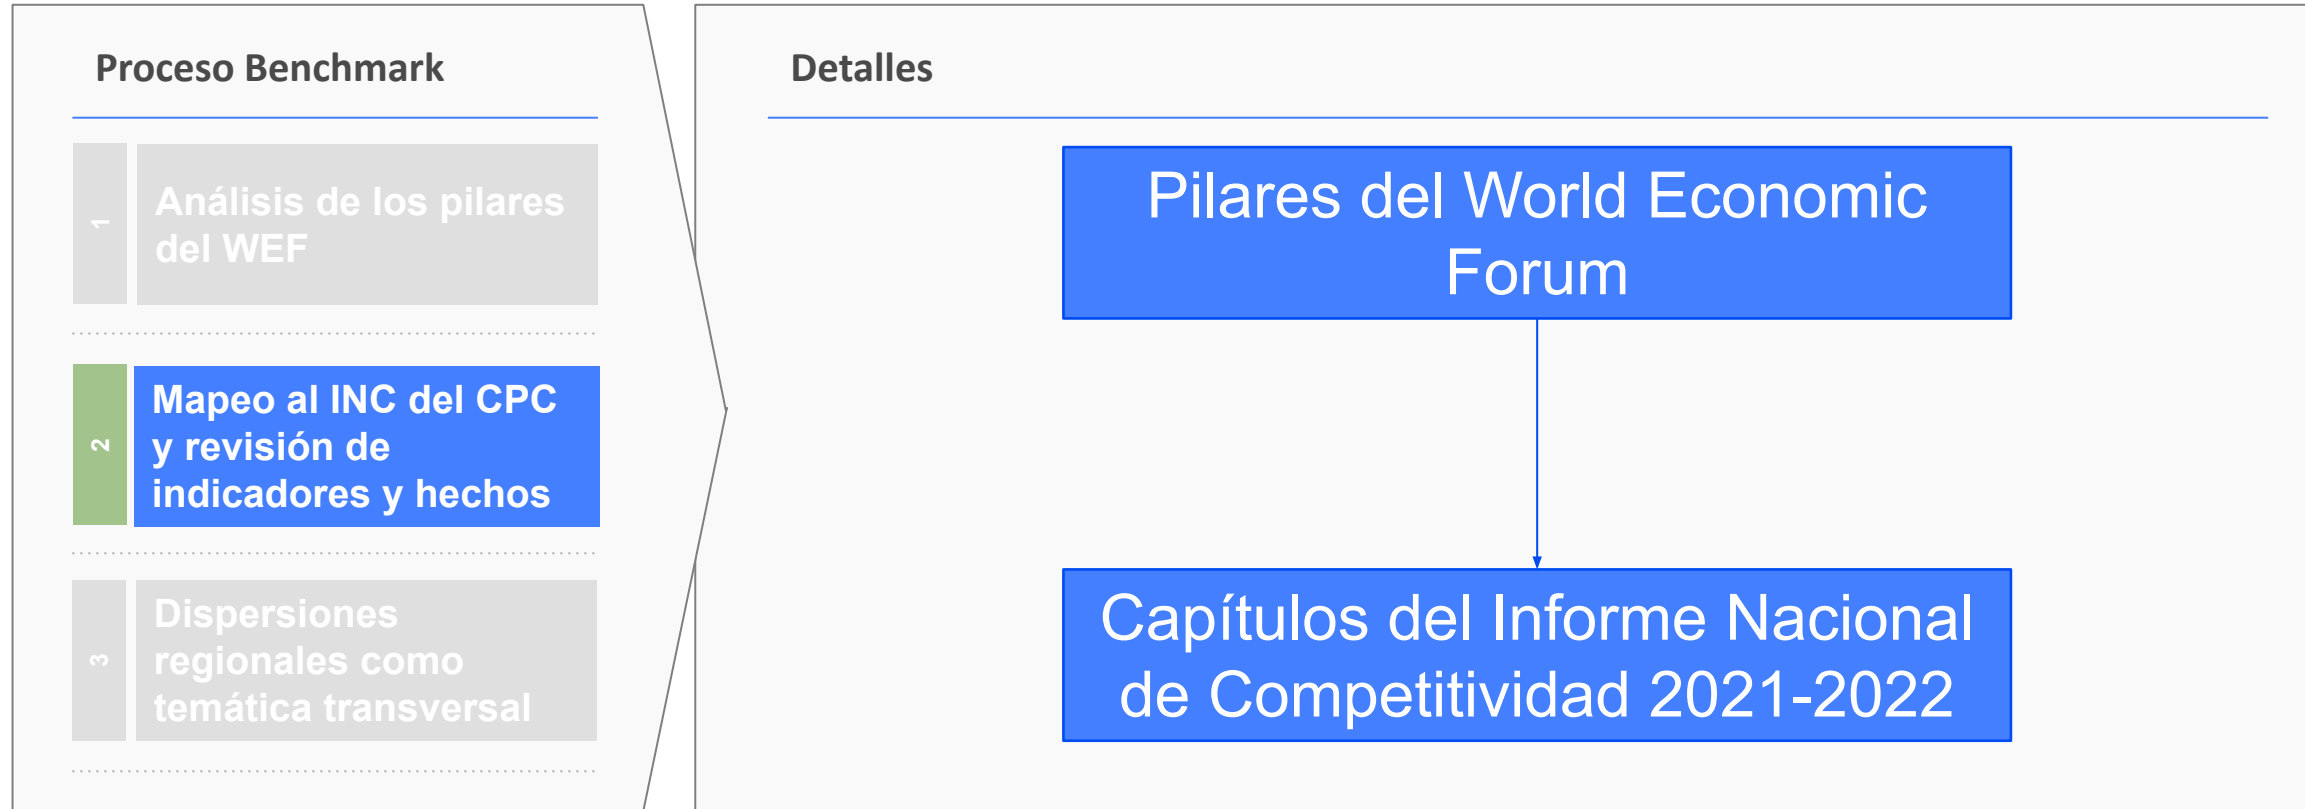 Proceso Benchmark
1
Análisis de los pilares
del WEF
2
Mapeo al INC del CPC
y revisión de
indicadores y hechos
3
Dispersiones
regionales como
temática transversal
Detalles
Pilares del World Economic
Forum
Capítulos del Informe Nacional
de Competitividad 2021-2022